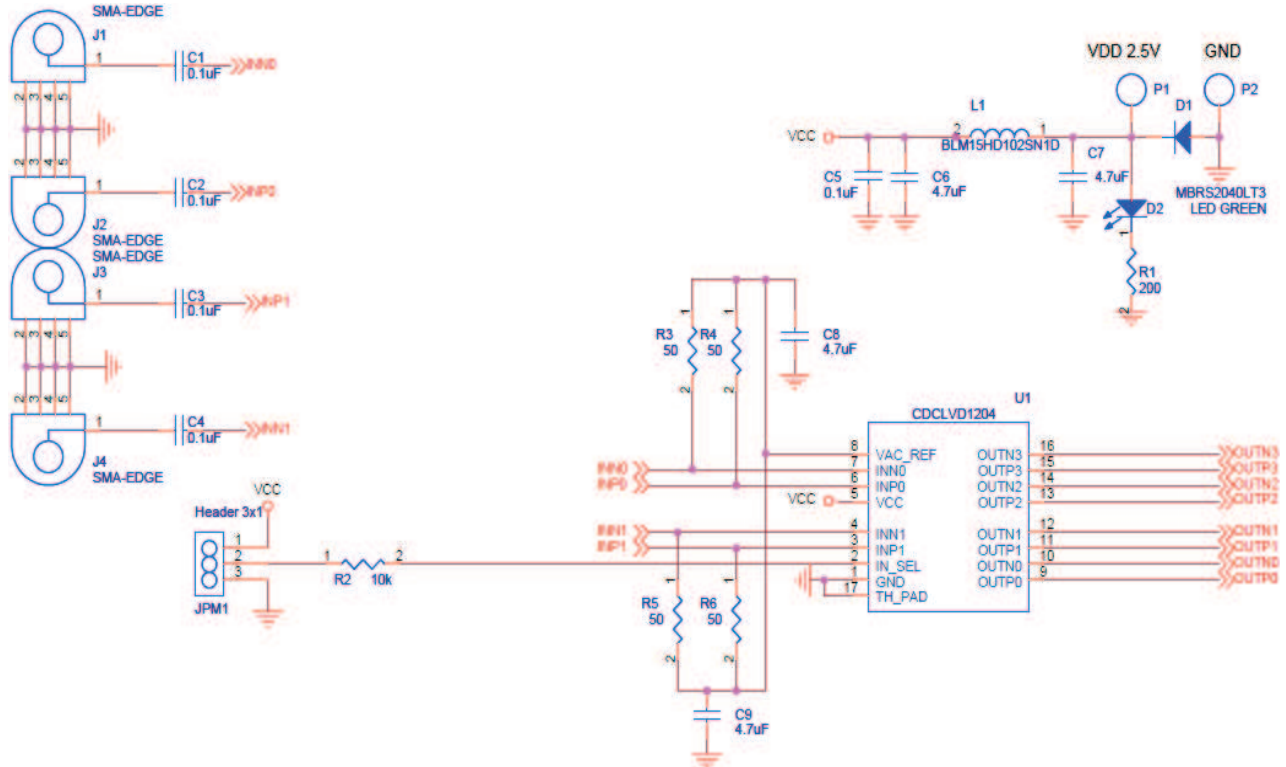 SMA-EDGE
J1
1
C1
0.1uF
INN0
2 3 4 5
2 3 4 5
1
C2
0.1uF
INP0
J2
SMA-EDGE
SMA-EDGE
J3
1
C3
0.1uF
INP1
2 3 4 5
2 3 4 5
1
C4
0.1uF
INN1
J4
SMA-EDGE
VDD 2.5V
GND
P1
D1
P2
L1
VCC
2
1
BLM15HD102SN1D
C5
0.1uF
C6
4.7uF
C7
4.7uF
MBRS2040LT3
LED GREEN
D2
1
R1
200
2
1
1
R3
50
R4
50
2
2
C8
4.7uF
U1
CDCLVD1204
INN0
INP0
VCC
INN1
INP1
8 VAC_REF
7 INN0
6 INP0
5 VCC
4 INN1
3 INP1
2 IN_SEL
1 GND
17 TH_PAD
OUTN3 16 OUTN3
OUTP3 15 OUTP3
OUTN2 14 OUTN2
OUTP2 13 OUTP2
OUTN1 12 OUTN1
OUTP1 11 OUTP1
OUTN0 10 OUTN0
OUTP0 9 OUTP0
VCC
Header 3x1
1
2
3
JPM1
1
2
R2 10k
1
1
R5
50
R6
50
2
2
C9
4.7uF